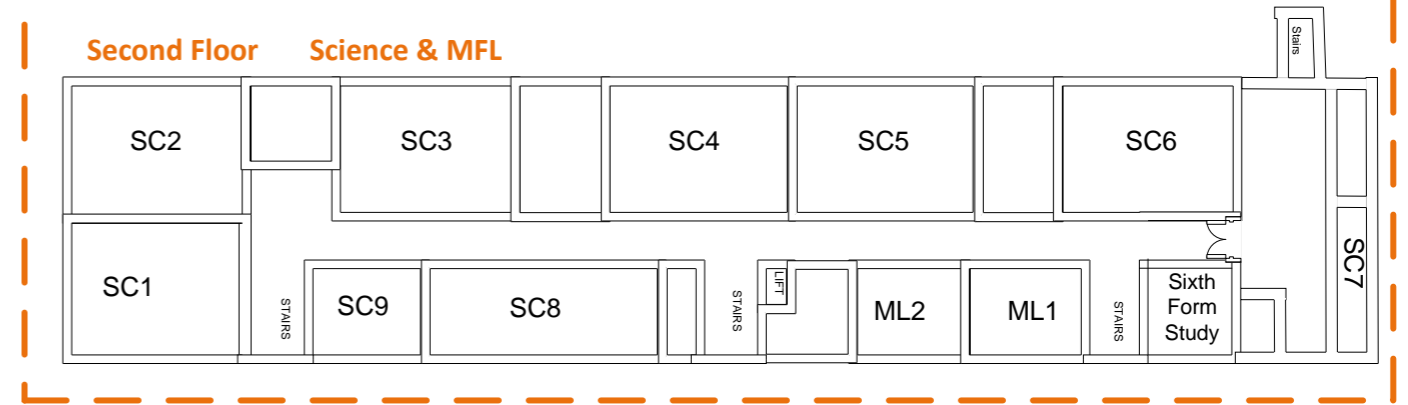 Second Floor Science & MFL
Stairs
SC2
SC3
SC4
SC5
SC6
SC7
SC1
STAIRS
SC9
SC8
STAIRS
LIFT
ML2
ML1
STAIRS
Sixth
Form
Study